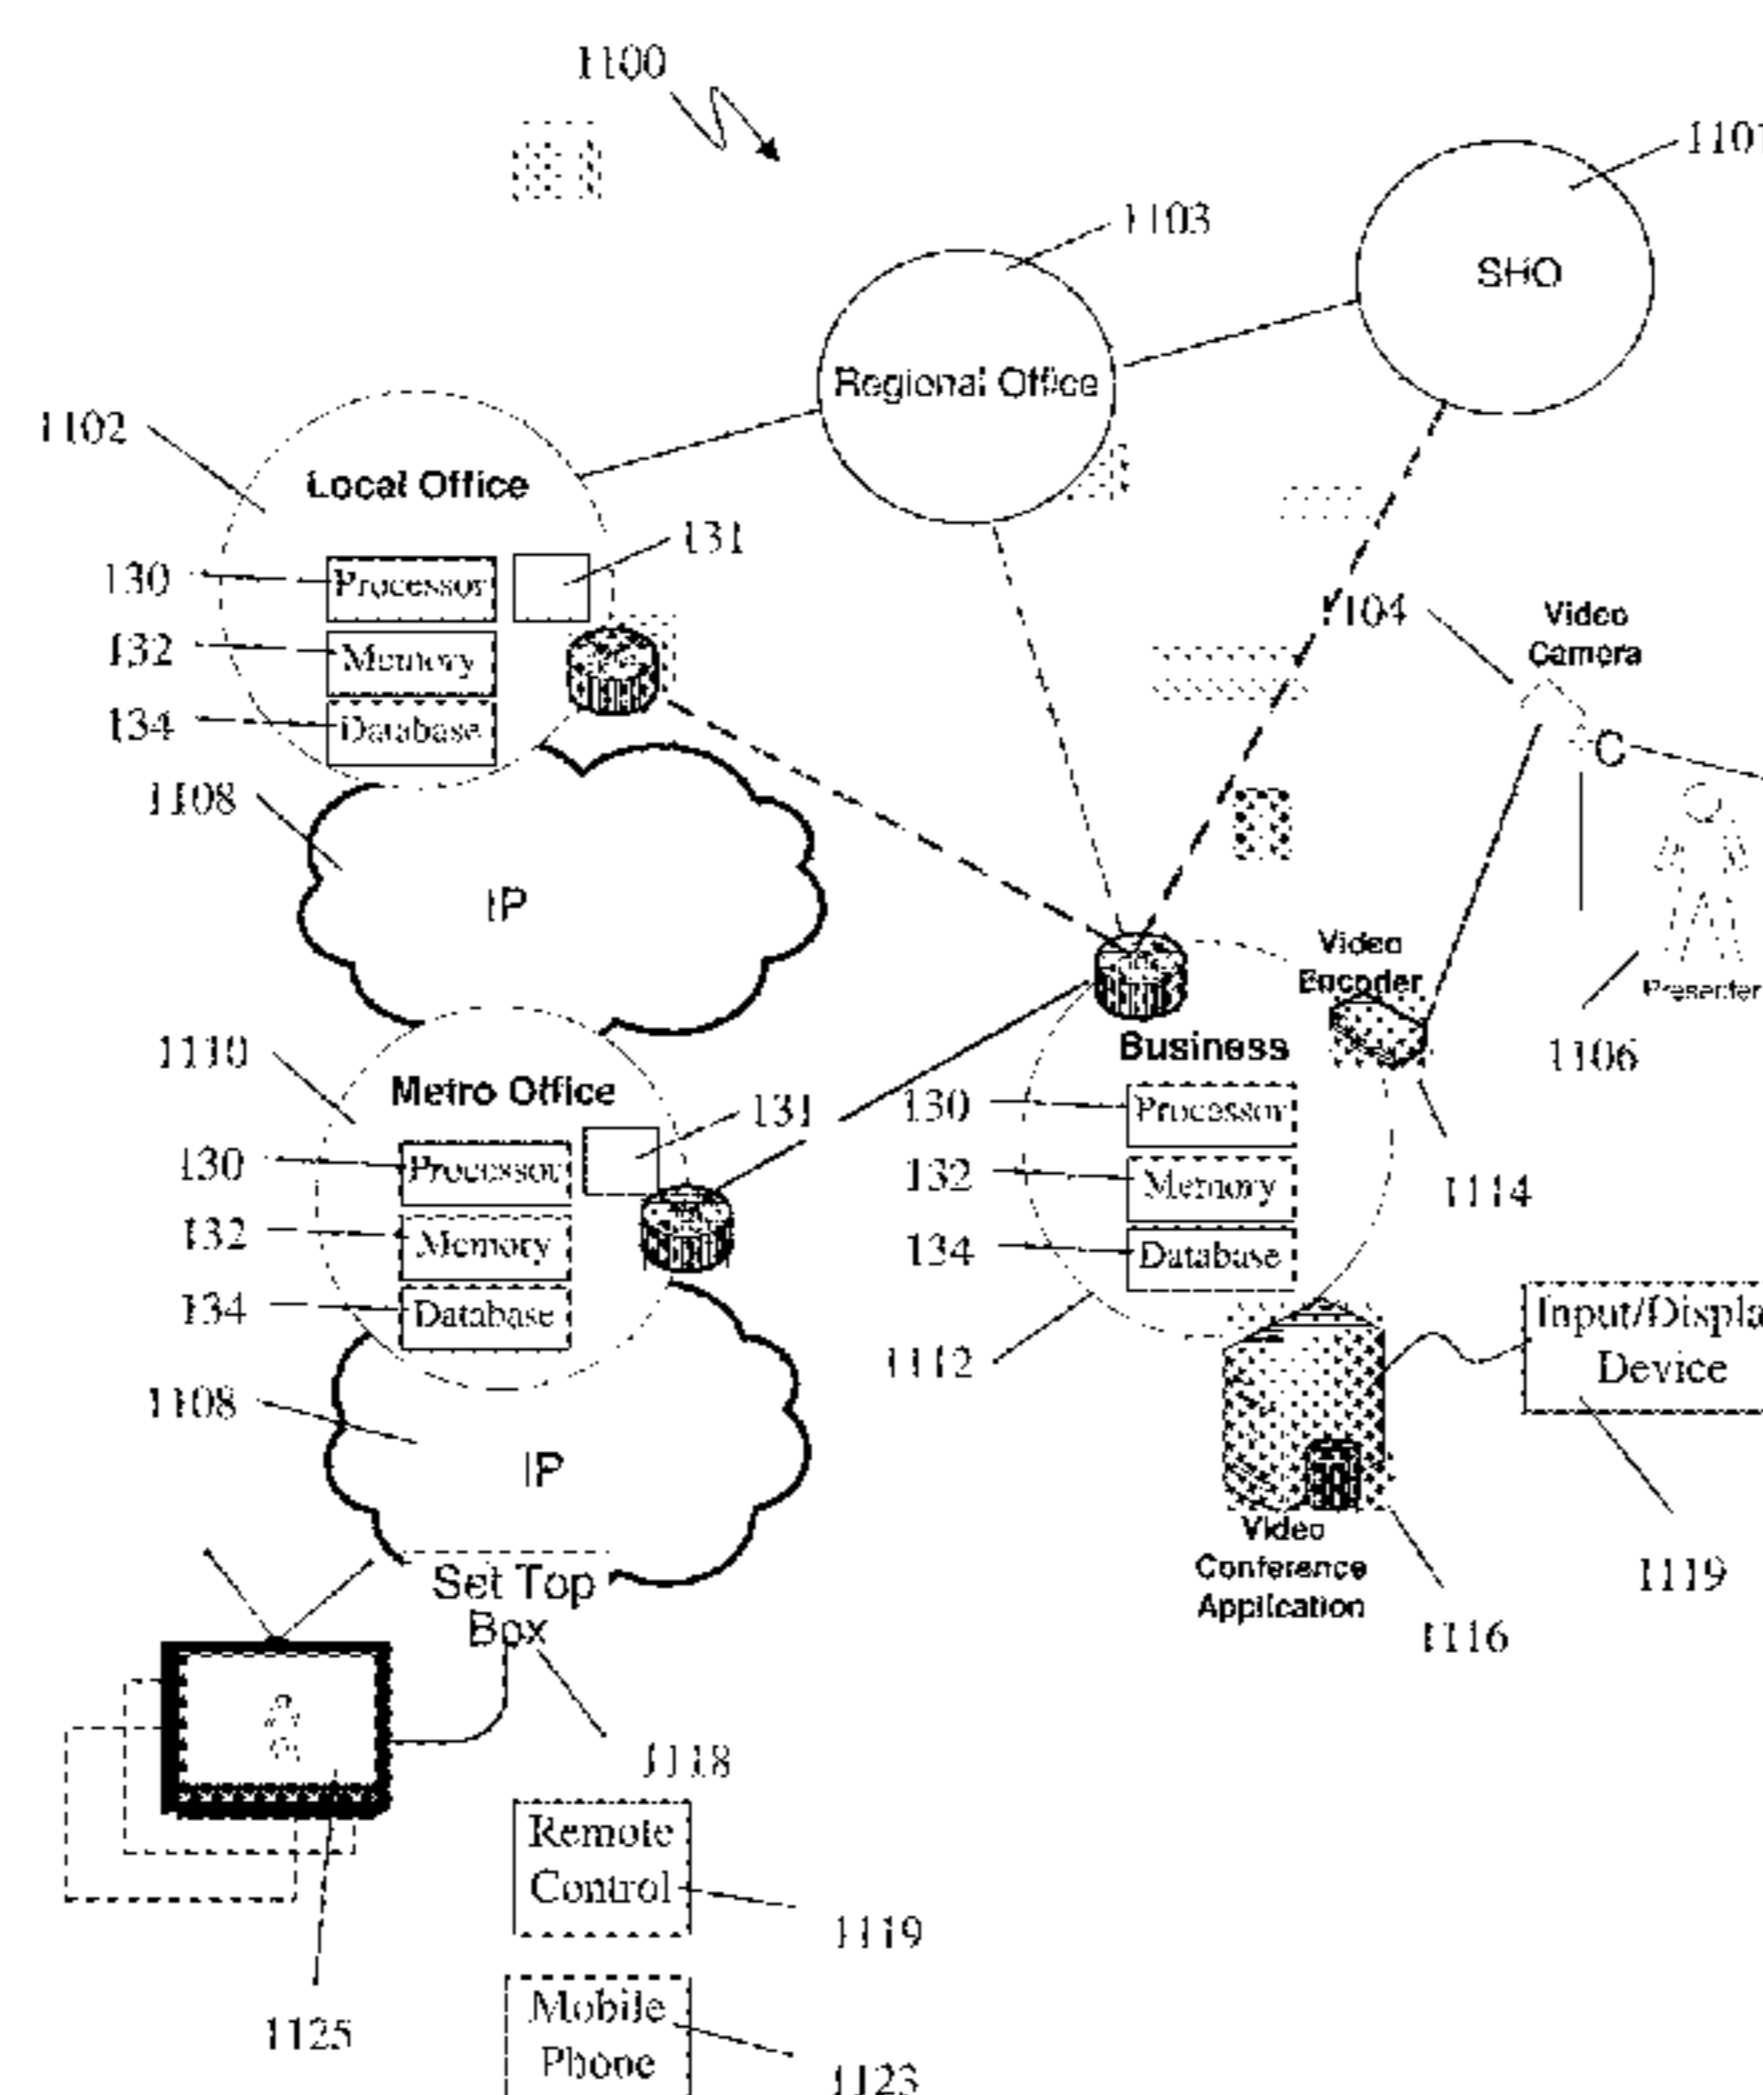 1100
1101
1103
SHO
Regional Office
1102
Local Office
131
130
Processor
132
Memory
134
Database
1104
Video
Camera
C
1108
IP
Presenter
1106
Video
Encoder
Business
1110
Metro Office
131
130
Processor
132
Memory
134
Database
130
Processor
132
Memory
134
Database
1114
1112
Input/Displa
Device
1108
IP
Video
Conference
Application
1119
1116
Set Top
Box
1118
Remote
Control
1119
1125
Mobile
Phone
1123